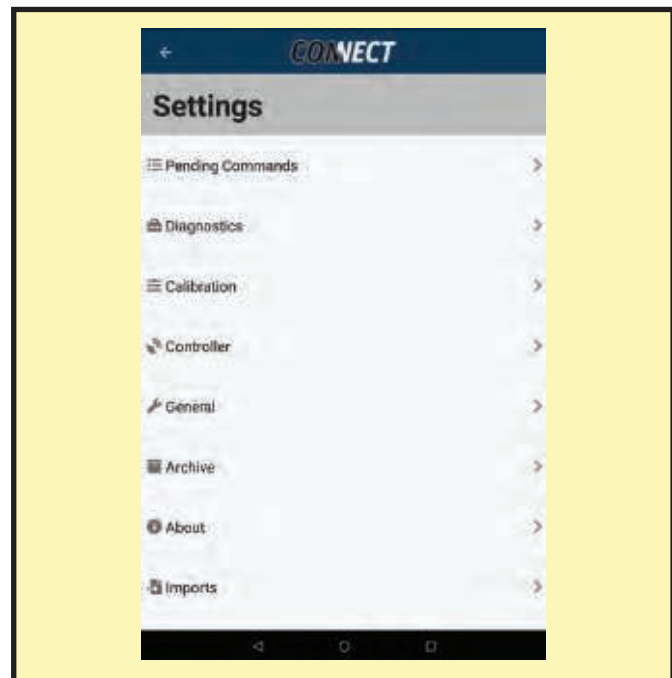 CONNECT
Settings
Pending Commands
Diagnostics
Calibration
Controller
General
Archive
About
Imports